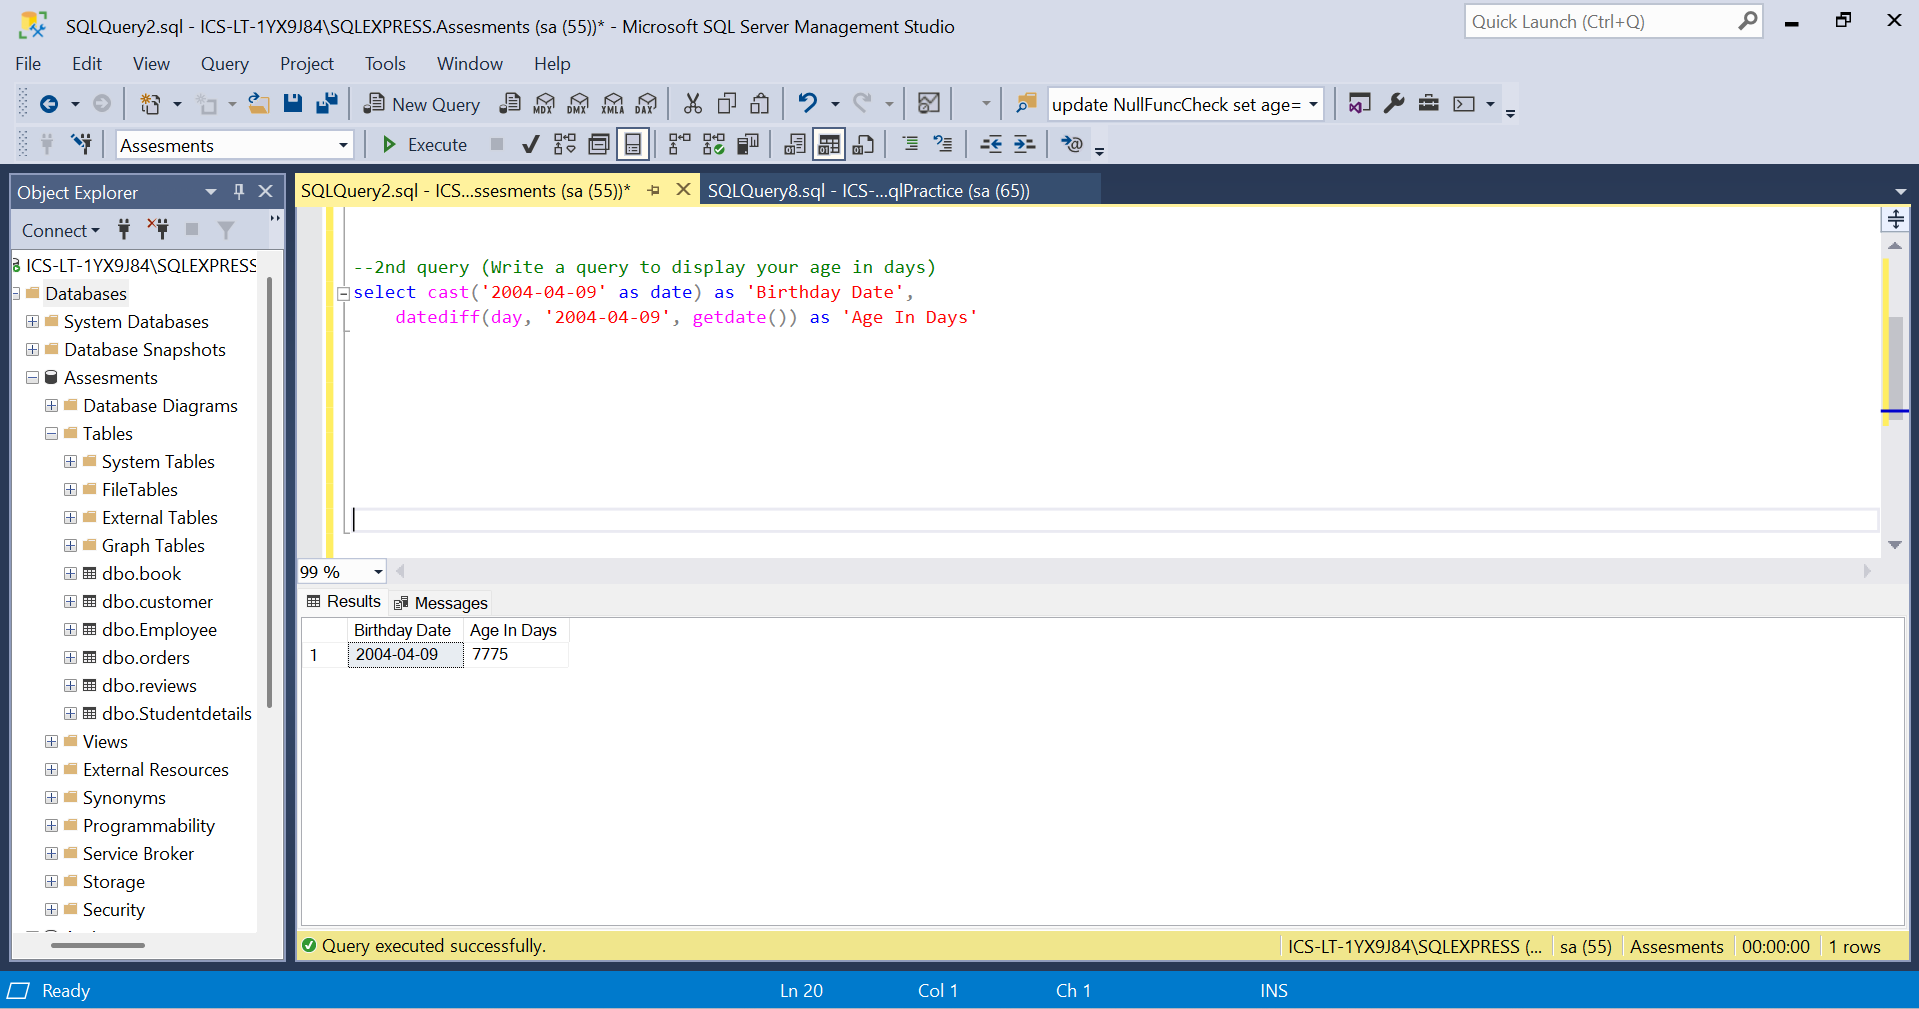 SQLQuery2.sql - ICS-LT-1YX9J84\SQLEXPRESS.Assesments (sa (55))* - Microsoft SQL Server Management Studio
Quick Launch (Ctrl+Q)
File Edit View Query Project Tools Window Help
New Query MDX DMX XMLA DAX update NullFuncCheck set age=
Assesments Execute
Object Explorer
SQLQuery2.sql - ICS...ssesments (sa (55))* SQLQuery8.sql - ICS-...qlPractice (sa (65))
Connect
ICS-LT-1YX9J84\SQLEXPRESS
Databases
System Databases
Database Snapshots
Assesments
Database Diagrams
Tables
System Tables
FileTables
External Tables
Graph Tables
dbo.book
dbo.customer
dbo.Employee
dbo.orders
dbo.reviews
dbo.Studentdetails
Views
External Resources
Synonyms
Programmability
Service Broker
Storage
Security
--2nd query (Write a query to display your age in days)
select cast('2004-04-09' as date) as 'Birthday Date',
datediff(day, '2004-04-09', getdate()) as 'Age In Days'
99 %
Results Messages
Birthday Date Age In Days
1 2004-04-09 7775
Query executed successfully. ICS-LT-1YX9J84\SQLEXPRESS (... sa (55) Assesments 00:00:00 1 rows
Ready Ln 20 Col 1 Ch 1 INS